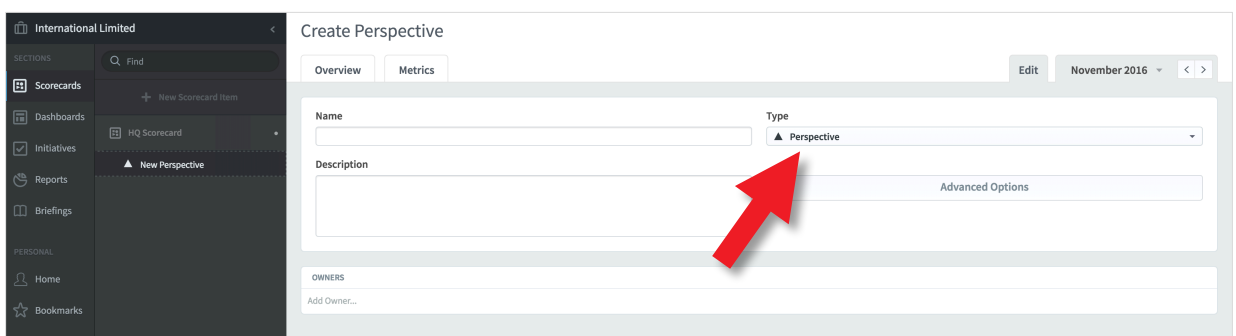 International Limited
SECTIONS
Scorecards
Dashboards
Initiatives
Reports
Briefings
PERSONAL
Home
Bookmarks
Find
+ New Scorecard Item
HQ Scorecard
New Perspective
Create Perspective
Overview Metrics Edit November 2016
Name Type
Perspective
Description
Advanced Options
OWNERS
Add Owner...